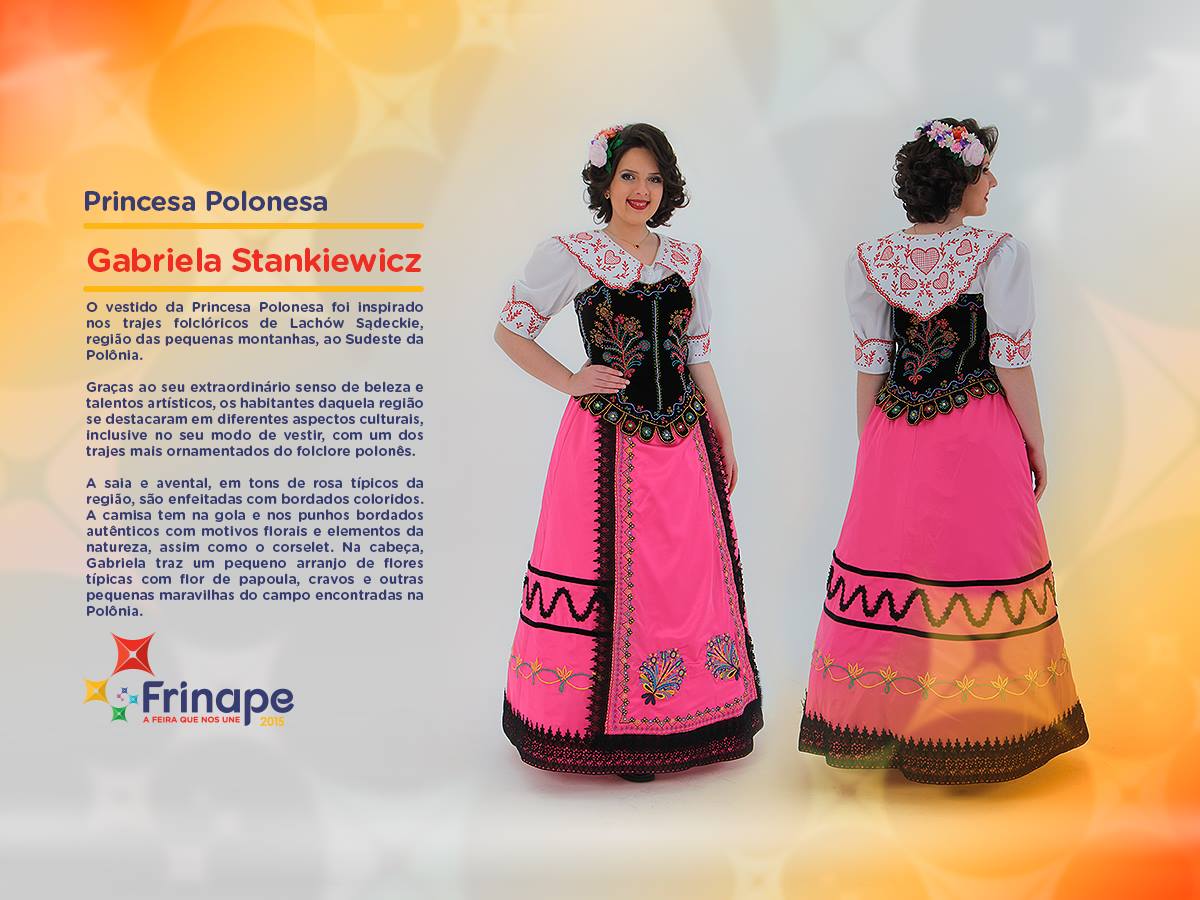 Princesa Polonesa
Gabriela Stankiewicz
O vestido da Princesa Polonesa foi inspirado
nos trajes folclóricos de Lachów Sądeckie,
região das pequenas montanhas, ao Sudeste da
Polônia.
Graças ao seu extraordinário senso de beleza e
talentos artísticos, os habitantes daquela região
se destacaram em diferentes aspectos culturais,
inclusive no seu modo de vestir, com um dos
trajes mais ornamentados do folclore polonês.
A saia e avental, em tons de rosa típicos da
região, são enfeitadas com bordados coloridos.
A camisa tem na gola e nos punhos bordados
autênticos com motivos florais e elementos da
natureza, assim como o corselet. Na cabeça,
Gabriela traz um pequeno arranjo de flores
típicas com flor de papoula, cravos e outras
pequenas maravilhas do campo encontradas na
Polônia.
Frinape
A FEIRA QUE NOS UNE 2015